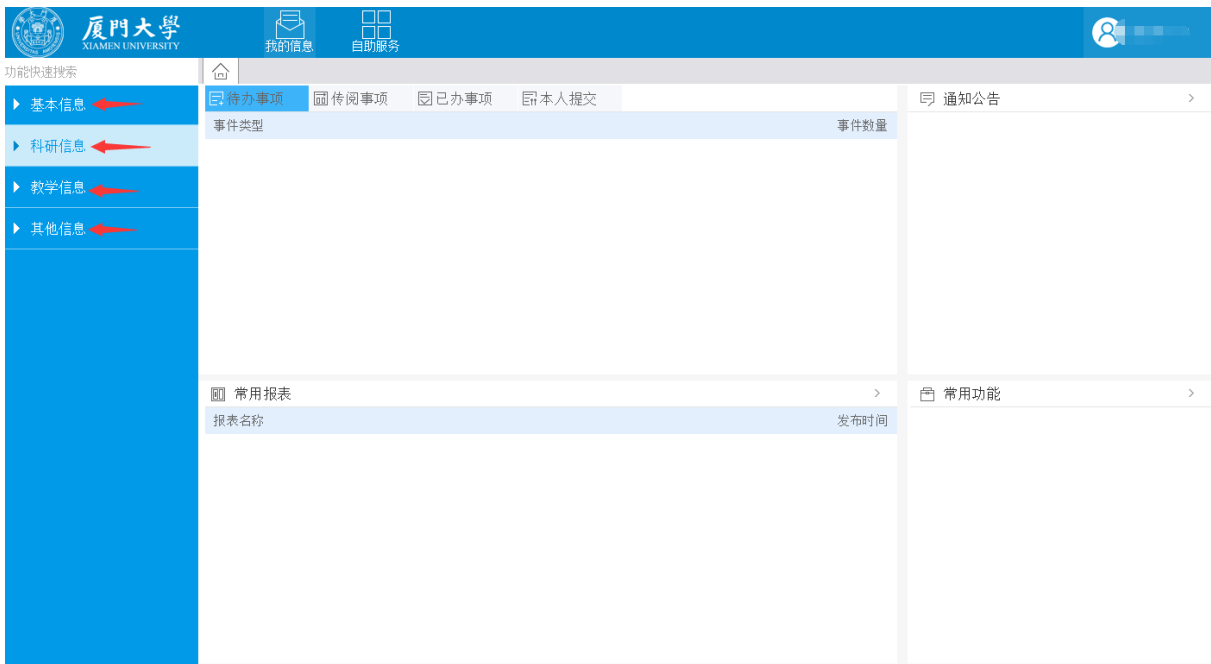 厦門大學
XIAMEN UNIVERSITY
我的信息
自助服务
功能快速搜索
基本信息
科研信息
教学信息
其他信息
待办事项
传阅事项
已办事项
本人提交
事件类型
事件数量
通知公告
常用报表
报表名称
发布时间
常用功能